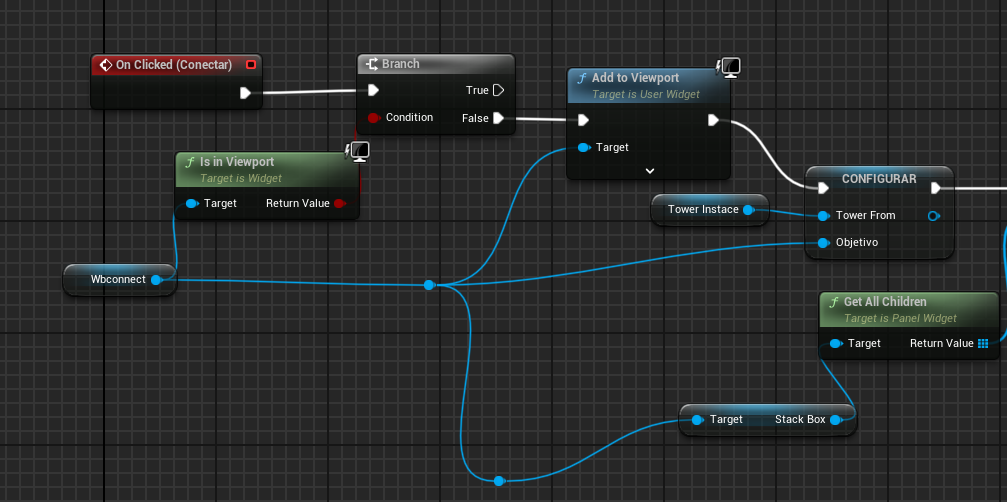 On Clicked (Conectar)
Branch
True
Condition
False
Add to Viewport
Target is User Widget
Target
Is in Viewport
Target is Widget
Target
Return Value
CONFIGURAR
Tower From
Objetivo
Tower Instace
Wbconnect
Get All Children
Target is Panel Widget
Target
Return Value
Target
Stack Box